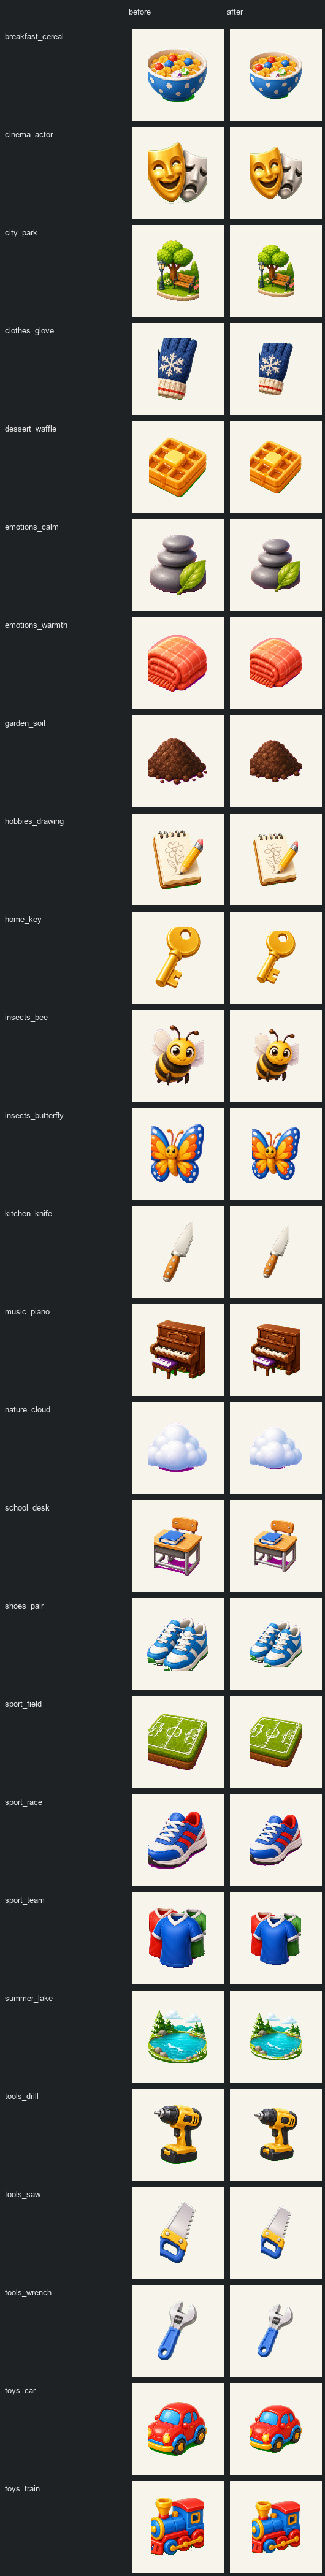 before after
breakfast_cereal
cinema_actor
city_park
clothes_glove
dessert_waffle
emotions_calm
emotions_warmth
garden_soil
hobbies_drawing
home_key
insects_bee
insects_butterfly
kitchen_knife
music_piano
nature_cloud
school_desk
shoes_pair
sport_field
sport_race
sport_team
summer_lake
tools_drill
tools_saw
tools_wrench
toys_car
toys_train